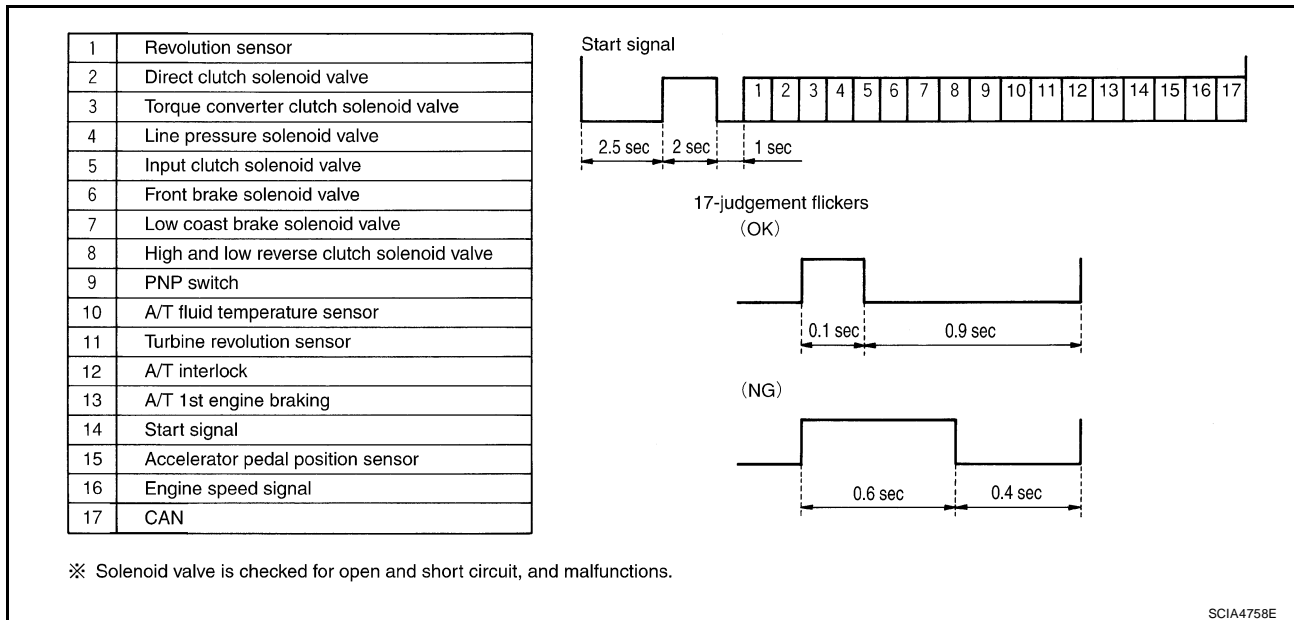 1 Revolution sensor
2 Direct clutch solenoid valve
3 Torque converter clutch solenoid valve
4 Line pressure solenoid valve
5 Input clutch solenoid valve
6 Front brake solenoid valve
7 Low coast brake solenoid valve
8 High and low reverse clutch solenoid valve
9 PNP switch
10 A/T fluid temperature sensor
11 Turbine revolution sensor
12 A/T interlock
13 A/T 1st engine braking
14 Start signal
15 Accelerator pedal position sensor
16 Engine speed signal
17 CAN
Start signal
1 2 3 4 5 6 7 8 9 10 11 12 13 14 15 16 17
2.5 sec 2 sec 1 sec
17-judgement flickers
(OK)
0.1 sec 0.9 sec
(NG)
0.6 sec 0.4 sec
※ Solenoid valve is checked for open and short circuit, and malfunctions.
SCIA4758E